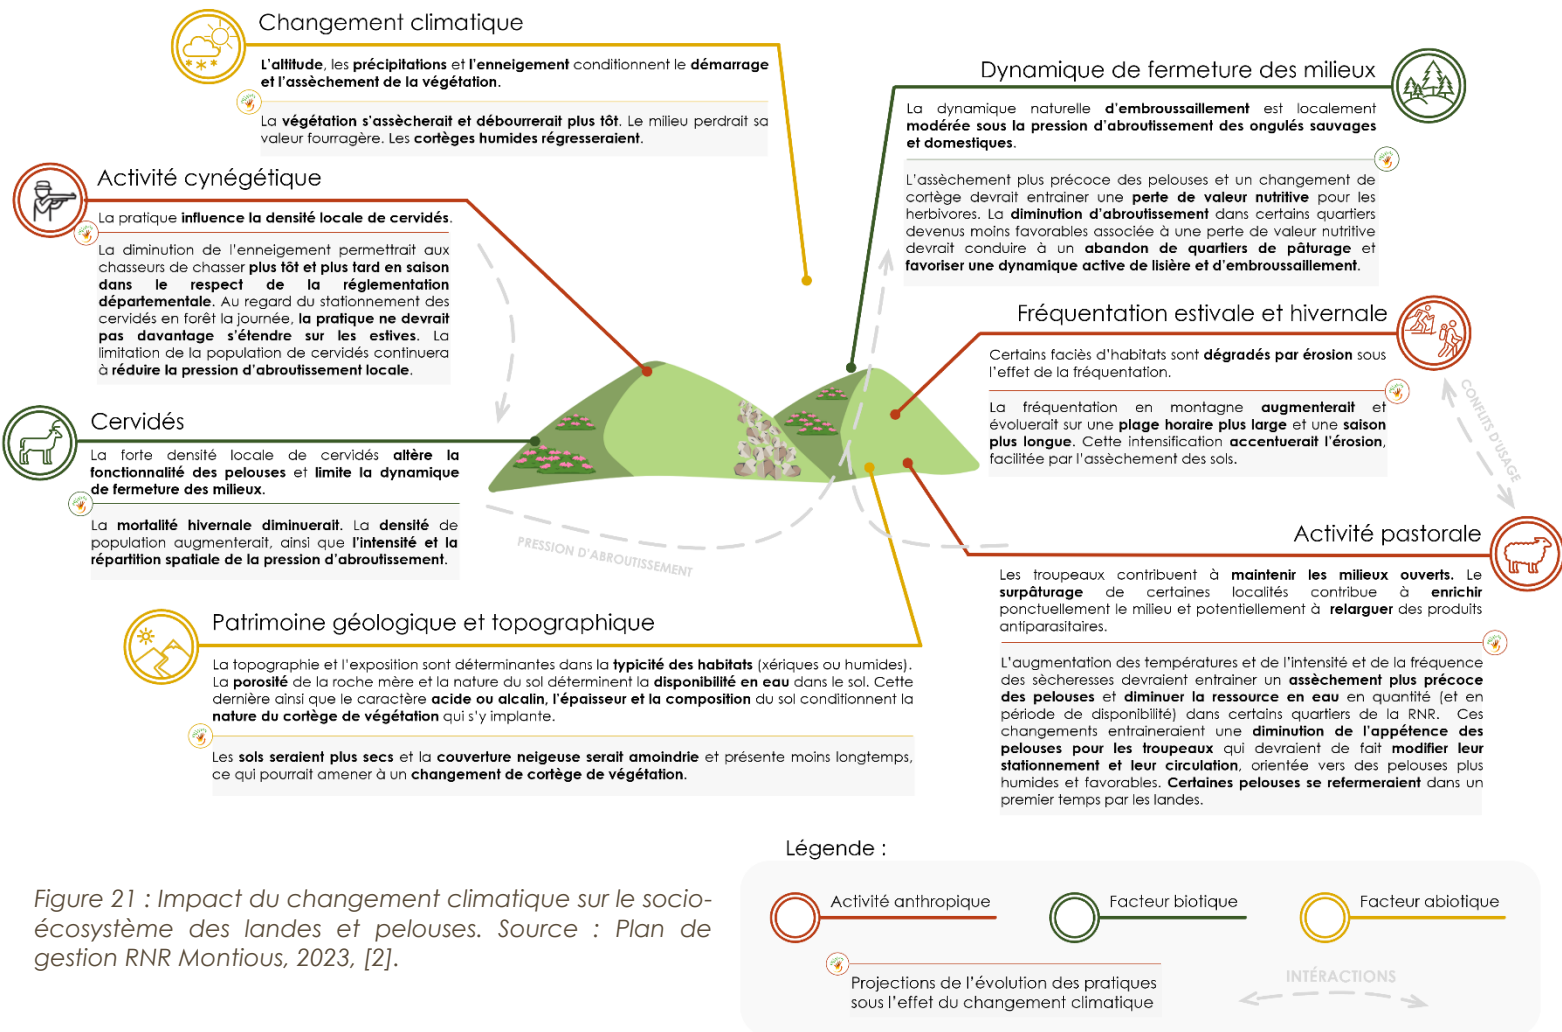 Changement climatique
L'altitude, les précipitations et l'enneigement conditionnent le démarrage
et l'assèchement de la végétation.
La végétation s'assècherait et débourrerait plus tôt. Le milieu perdrait sa
valeur fourragère. Les cortèges humides régresseraient.
Activité cynégétique
La pratique influence la densité locale de cervidés.
La diminution de l'enneigement permettrait aux
chasseurs de chasser plus tôt et plus tard en saison
dans le respect de la réglementation
départementale. Au regard du stationnement des
cervidés en forêt la journée, la pratique ne devrait
pas davantage s'étendre sur les estives. La
limitation de la population de cervidés continuera
à réduire la pression d'abroutissement locale.
Cervidés
La forte densité locale de cervidés altère la
fonctionnalité des pelouses et limite la dynamique
de fermeture des milieux.
La mortalité hivernale diminuerait. La densité de
population augmenterait, ainsi que l'intensité et la
répartition spatiale de la pression d'abroutissement.
PRESSION D'ABROUTISSEMENT
Patrimoine géologique et topographique
La topographie et l'exposition sont déterminantes dans la typicité des habitats (xériques ou humides).
La porosité de la roche mère et la nature du sol déterminent la disponibilité en eau dans le sol. Cette
dernière ainsi que le caractère acide ou alcalin, l'épaisseur et la composition du sol conditionnent la
nature du cortège de végétation qui s'y implante.
Les sols seraient plus secs et la couverture neigeuse serait amoindrie et présente moins longtemps,
ce qui pourrait amener à un changement de cortège de végétation.
Dynamique de fermeture des milieux
La dynamique naturelle d'embroussaillement est localement
modérée sous la pression d'abroutissement des ongulés sauvages
et domestiques.
L'assèchement plus précoce des pelouses et un changement de
cortège devrait entrainer une perte de valeur nutritive pour les
herbivores. La diminution d'abroutissement dans certains quartiers
devenus moins favorables associée à une perte de valeur nutritive
devrait conduire à un abandon de quartiers de pâturage et
favoriser une dynamique active de lisière et d'embroussaillement.
Fréquentation estivale et hivernale
Certains faciès d'habitats sont dégradés par érosion sous
l'effet de la fréquentation.
La fréquentation en montagne augmenterait et
évoluerait sur une plage horaire plus large et une saison
plus longue. Cette intensification accentuerait l'érosion,
facilitée par l'assèchement des sols.
CONFLITS D'USAGE
Activité pastorale
Les troupeaux contribuent à maintenir les milieux ouverts. Le
surpâturage de certaines localités contribue à enrichir
ponctuellement le milieu et potentiellement à relarguer des produits
antiparasitaires.
L'augmentation des températures et de l'intensité et de la fréquence
des sècheresses devraient entrainer un assèchement plus précoce
des pelouses et diminuer la ressource en eau en quantité (et en
période de disponibilité) dans certains quartiers de la RNR. Ces
changements entraineraient une diminution de l'appétence des
pelouses pour les troupeaux qui devraient de fait modifier leur
stationnement et leur circulation, orientée vers des pelouses plus
humides et favorables. Certaines pelouses se refermeraient dans un
premier temps par les landes.
Figure 21 : Impact du changement climatique sur le socio-
écosystème des landes et pelouses. Source : Plan de
gestion RNR Montious, 2023, [2].
Légende :
Activité anthropique
Facteur biotique
Facteur abiotique
Projections de l'évolution des pratiques
sous l'effet du changement climatique
INTÉRACTIONS